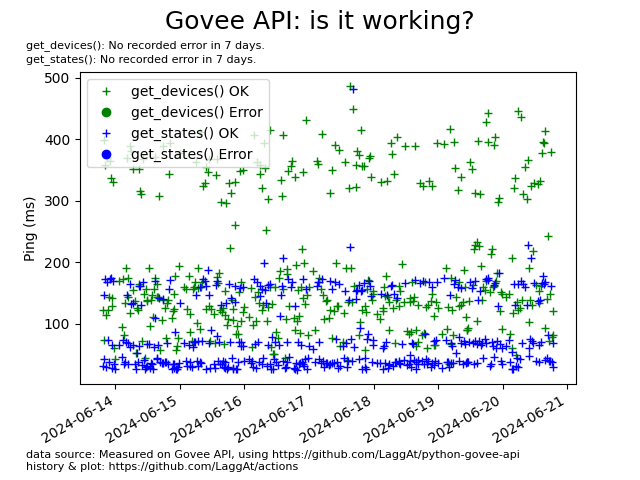 Govee API: is it working?
get_devices(): No recorded error in 7 days.
get_states(): No recorded error in 7 days.
get_devices() OK
get_devices() Error
get_states() OK
get_states() Error
Ping (ms)
500
400
300
200
100
2024-06-14
2024-06-15
2024-06-16
2024-06-17
2024-06-18
2024-06-19
2024-06-20
2024-06-21
data source: Measured on Govee API, using https://github.com/LaggAt/python-govee-api
history & plot: https://github.com/LaggAt/actions